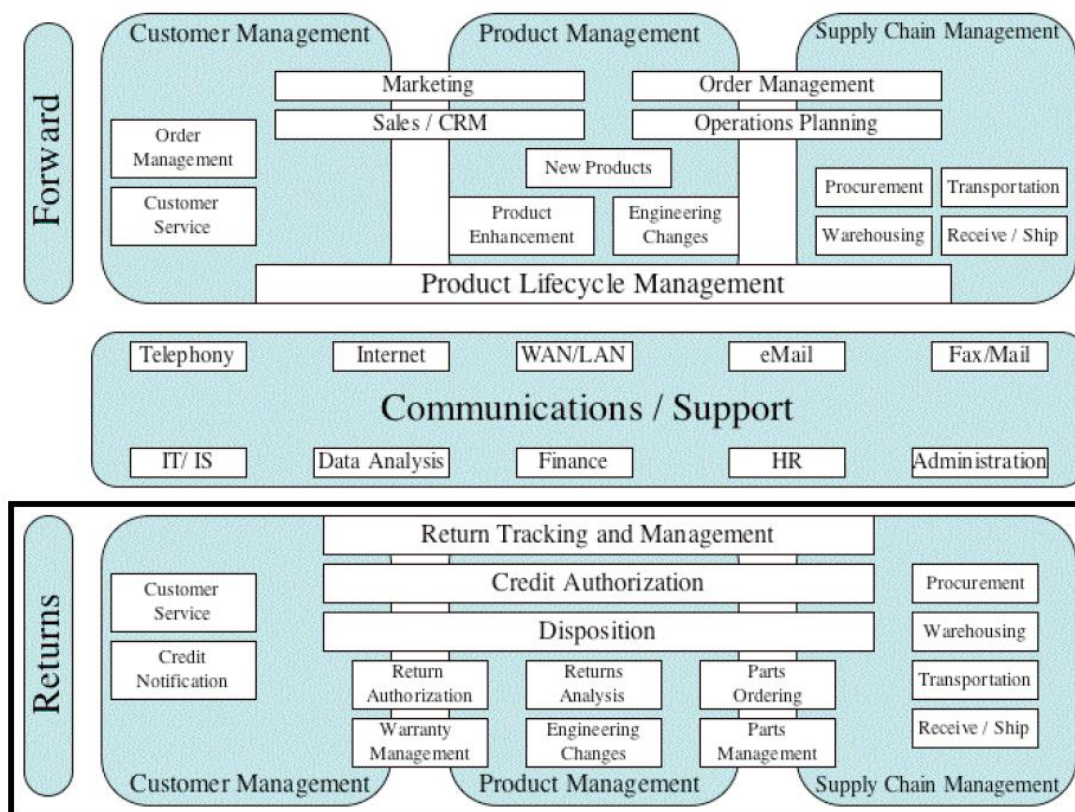 Forward
Customer Management
Product Management
Supply Chain Management
Marketing
Order Management
Sales / CRM
Operations Planning
Order
Management
Customer
Service
New Products
Product
Enhancement
Engineering
Changes
Procurement
Transportation
Warehousing
Receive / Ship
Product Lifecycle Management
Telephony
Internet
WAN/LAN
eMail
Fax/Mail
Communications / Support
IT/ IS
Data Analysis
Finance
HR
Administration
Returns
Return Tracking and Management
Credit Authorization
Disposition
Customer
Service
Credit
Notification
Return
Authorization
Returns
Analysis
Parts
Ordering
Warranty
Management
Engineering
Changes
Parts
Management
Procurement
Warehousing
Transportation
Receive / Ship
Customer Management
Product Management
Supply Chain Management